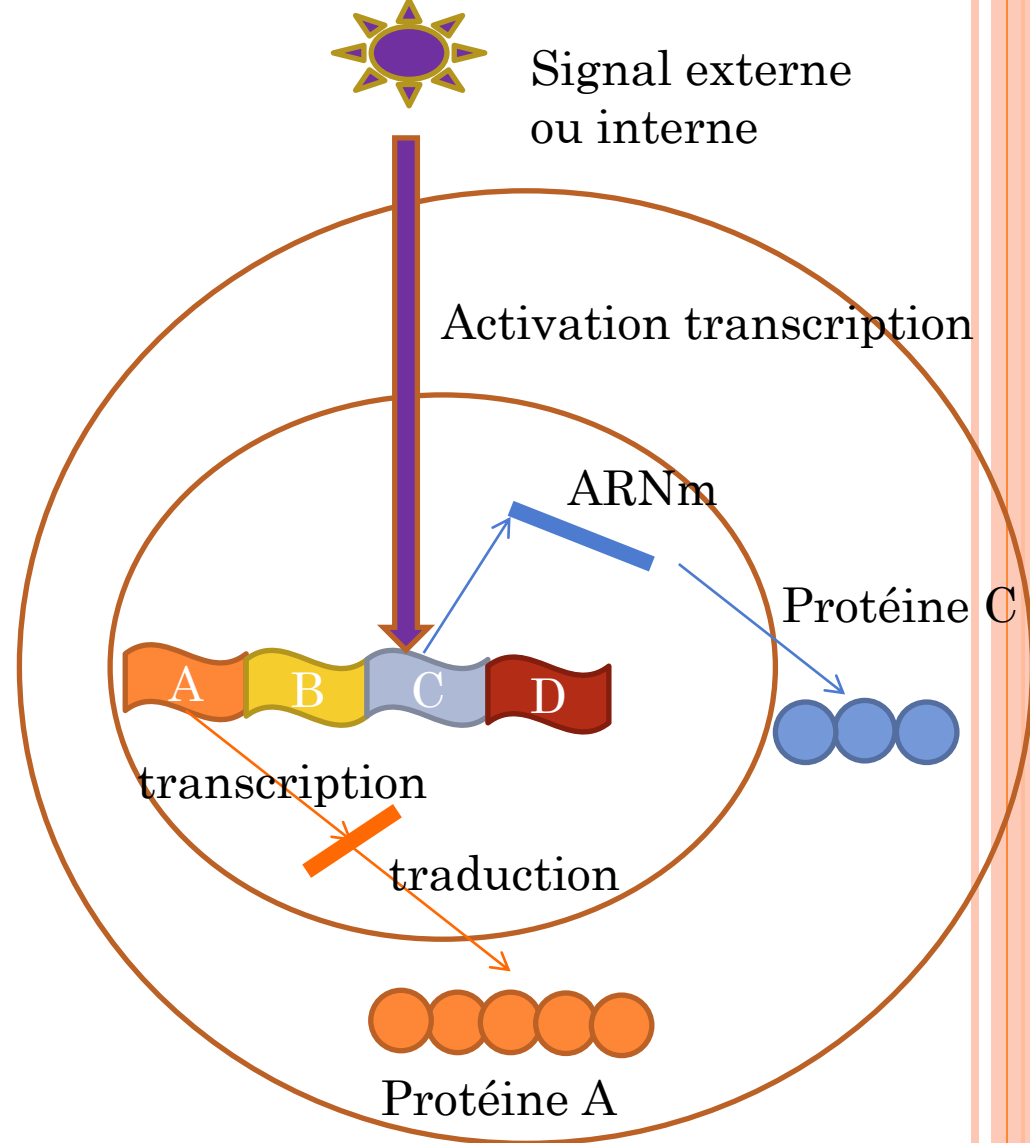 Signal externe
ou interne
Activation transcription
ARNm
Protéine C
A B C D
transcription
traduction
Protéine A